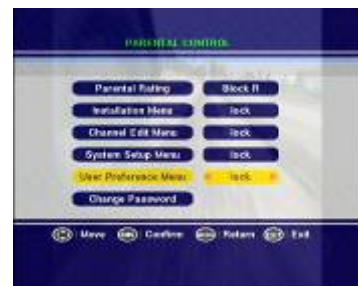 PARENTAL CONTROL
Parental Rating Block R
Installation Menu lock
Channel Edit Menu lock
System Setup Menu lock
User Preference Menu lock
Change Password
Move Confirm Return Exit